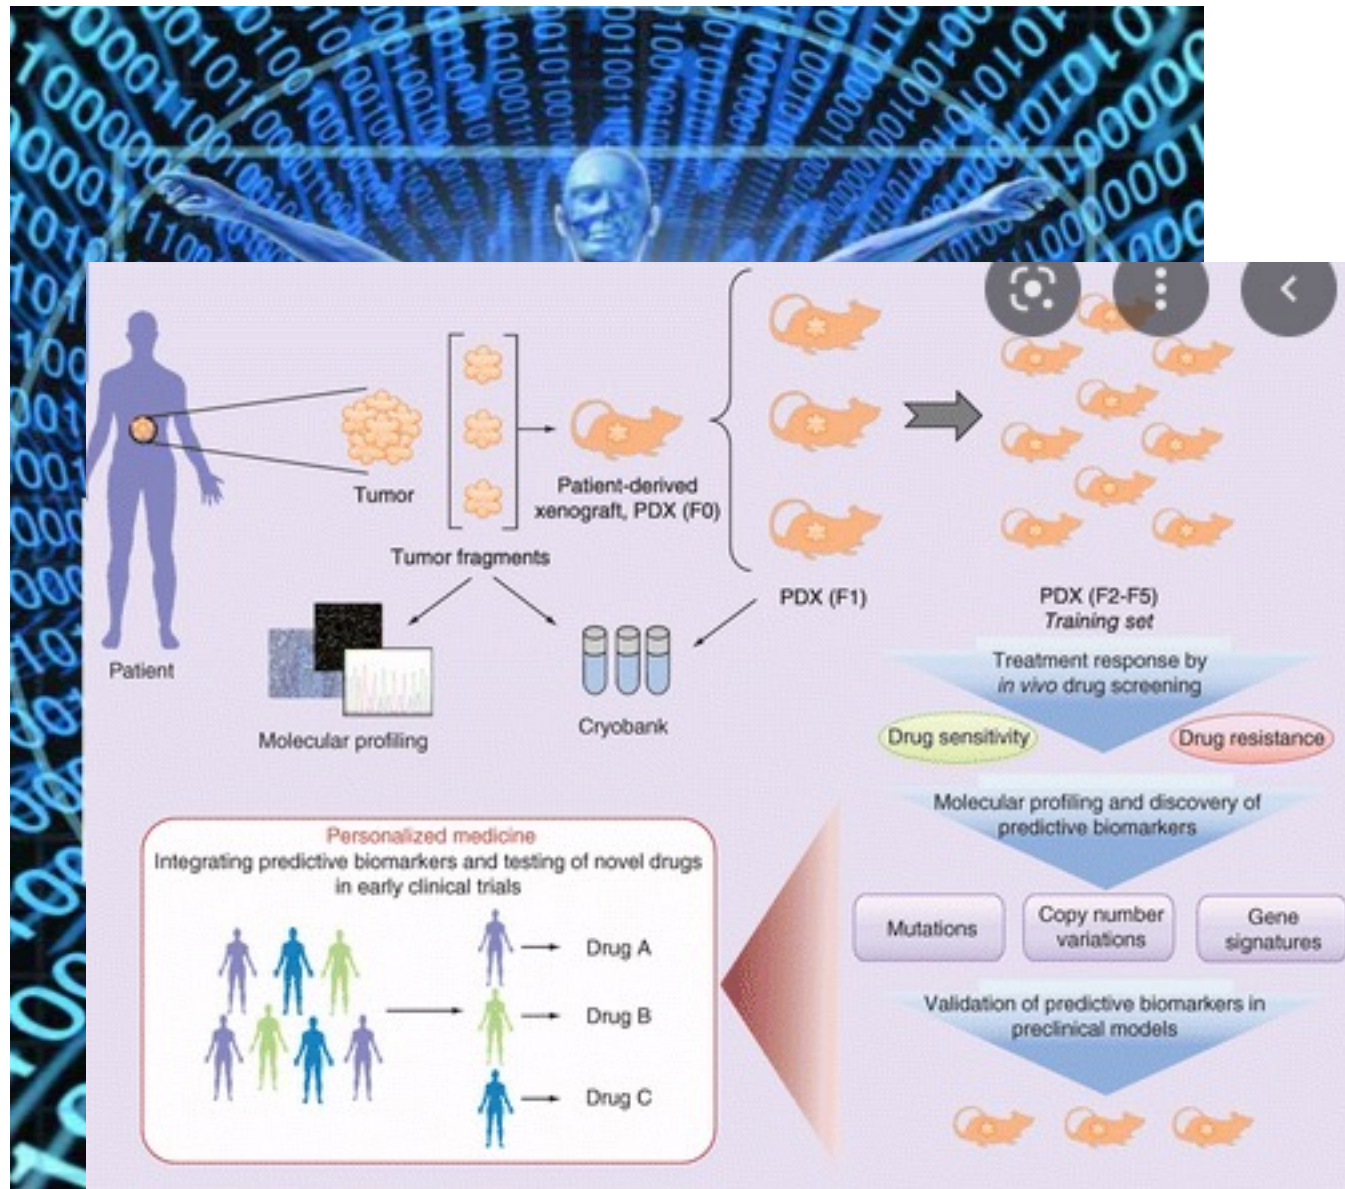 Tumor
Patient-derived
xenograft, PDX (F0)
Tumor fragments
PDX (F1)
PDX (F2-F5)
Training set
Patient
Molecular profiling
Cryobank
Treatment response by
in vivo drug screening
Drug sensitivity
Drug resistance
Molecular profiling and discovery of
predictive biomarkers
Mutations
Copy number
variations
Gene
signatures
Validation of predictive biomarkers in
preclinical models
Personalized medicine
Integrating predictive biomarkers and testing of novel drugs
in early clinical trials
Drug A
Drug B
Drug C